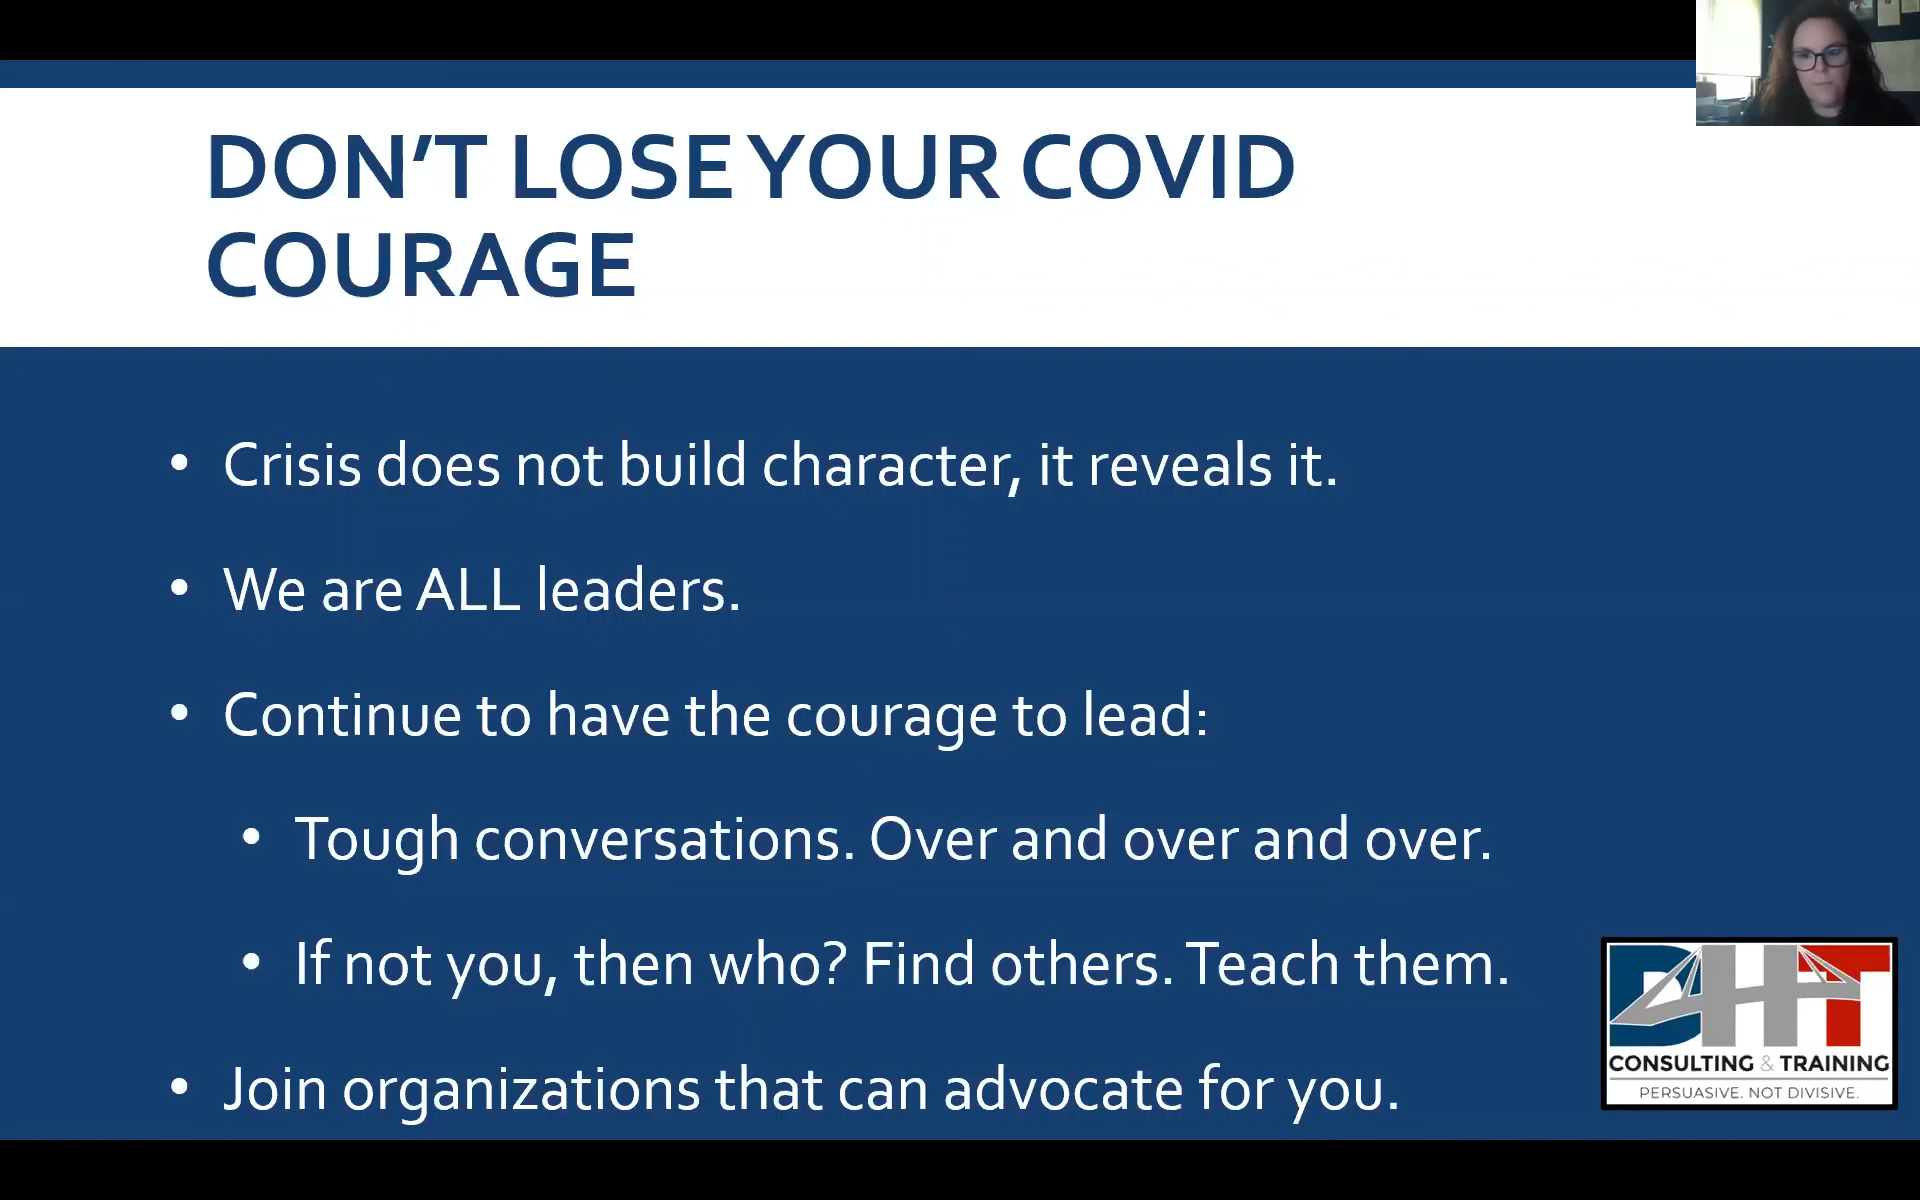 DON'T LOSE YOUR COVID
COURAGE
• Crisis does not build character, it reveals it.
• We are ALL leaders.
• Continue to have the courage to lead:
• Tough conversations. Over and over and over.
• If not you, then who? Find others. Teach them.
• Join organizations that can advocate for you.
DHT
CONSULTING & TRAINING
PERSUASIVE. NOT DIVISIVE.